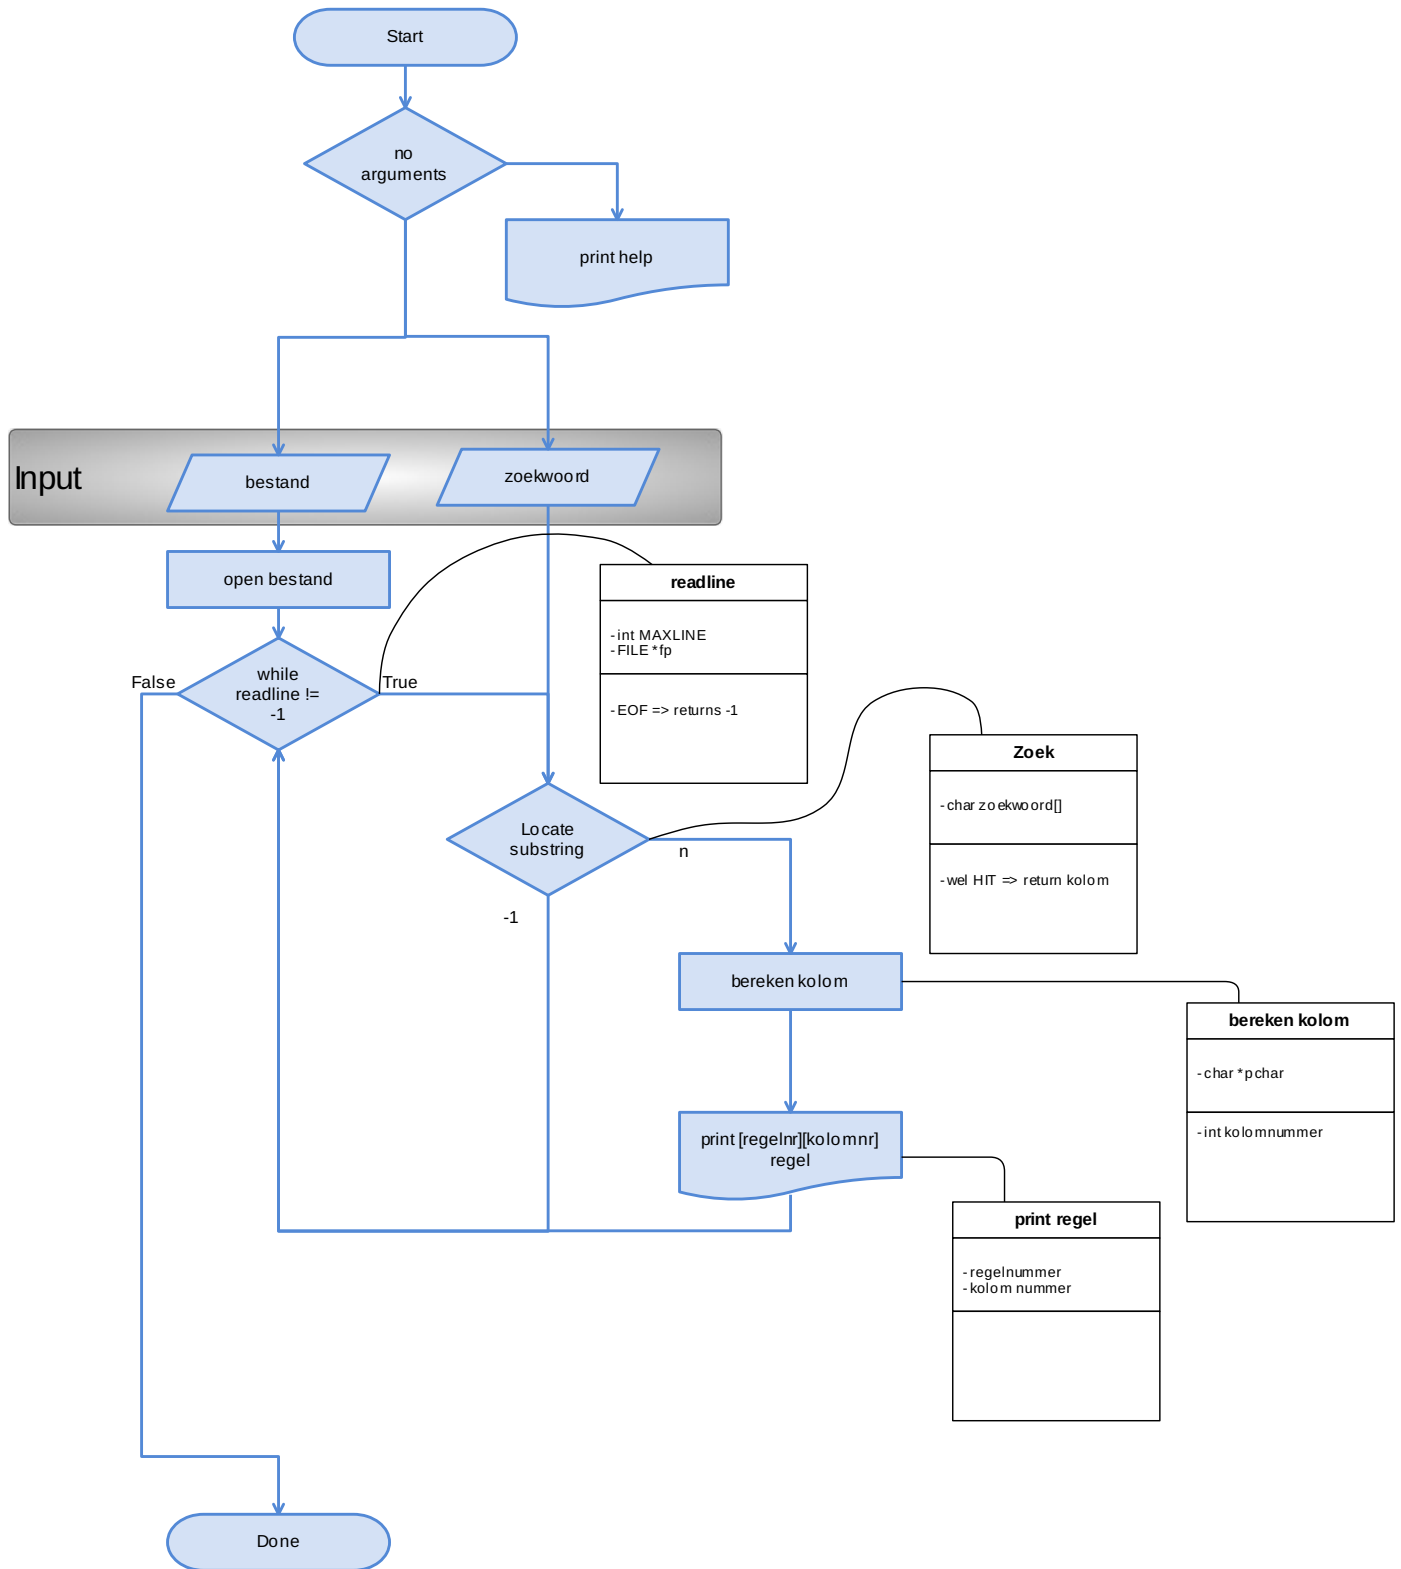 Start
no
arguments
print help
Input
bestand
zoekwoord
open bestand
readline
- int MAXLINE
- FILE *fp
- EOF => returns -1
False
while
readline !=
-1
True
Zoek
- char zoekwoord[]
- wel HIT => return kolom
Locate
substring
n
-1
bereken kolom
bereken kolom
- char *pchar
- int kolomnummer
print [regelnr][kolomnr]
regel
print regel
- regelnummer
- kolom nummer
Done